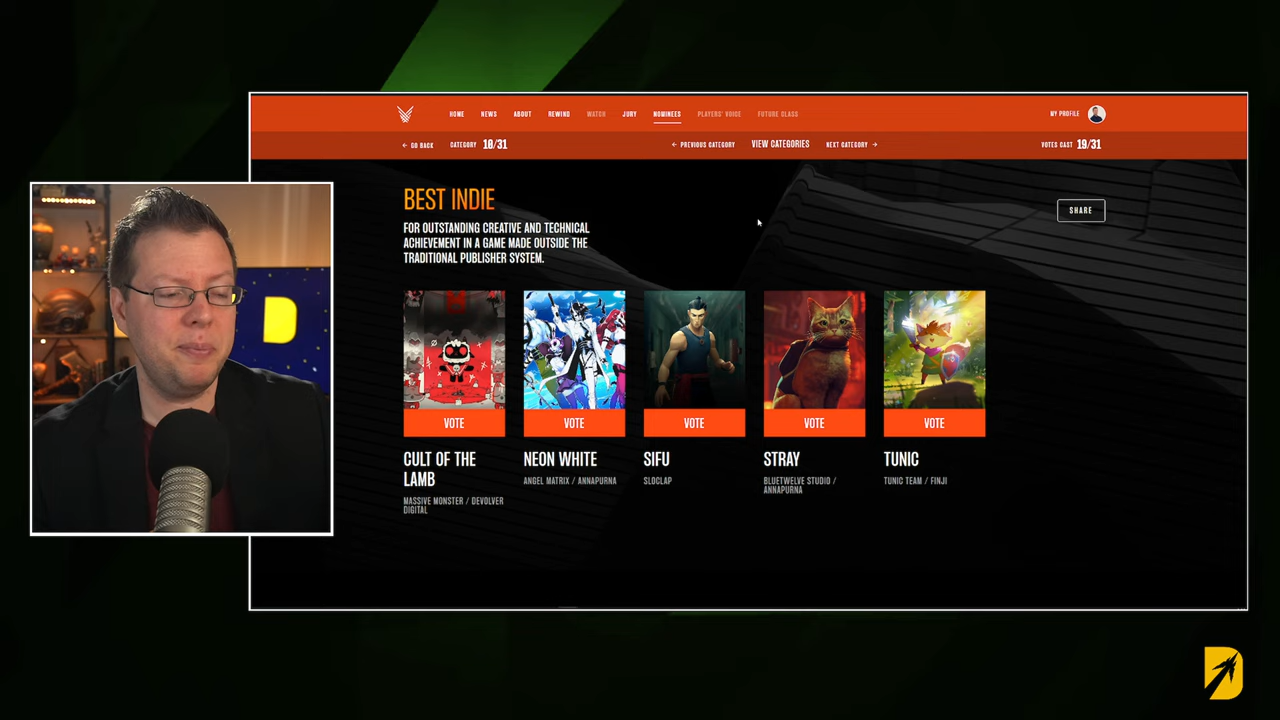 HOME NEWS ABOUT REWIND WATCH JURY NOMINEES PLAYERS' VOICE FUTURE CLASS MY PROFILE
← GO BACK CATEGORY 10/31 ← PREVIOUS CATEGORY VIEW CATEGORIES NEXT CATEGORY → VOTES CAST 19/31
BEST INDIE
SHARE
FOR OUTSTANDING CREATIVE AND TECHNICAL
ACHIEVEMENT IN A GAME MADE OUTSIDE THE
TRADITIONAL PUBLISHER SYSTEM.
VOTE VOTE VOTE VOTE VOTE
CULT OF THE
LAMB
MASSIVE MONSTER / DEVOLVER
DIGITAL
NEON WHITE
ANGEL MATRIX / ANNAPURNA
SIFU
SLOCLAP
STRAY
BLUETWELVE STUDIO /
ANNAPURNA
TUNIC
TUNIC TEAM / FINJI
D
D